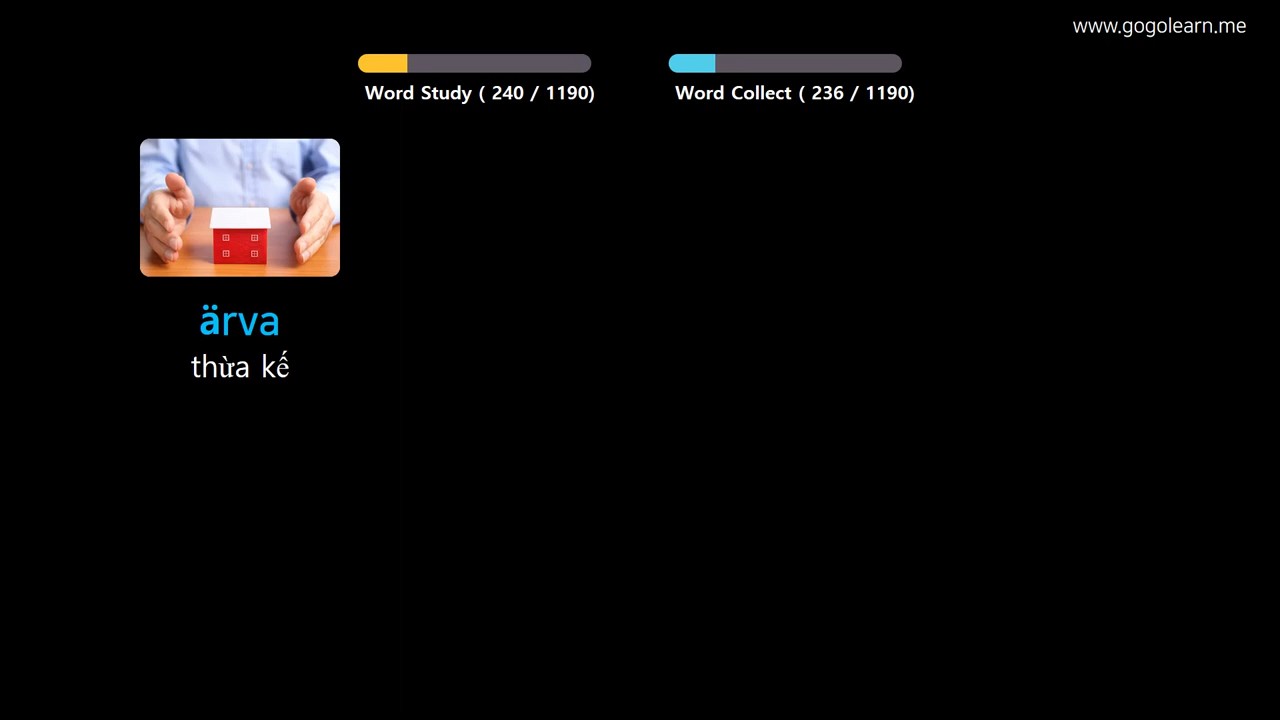 www.gogolearn.me
Word Study ( 240 / 1190)
Word Collect ( 236 / 1190)
ärva
thừa kế